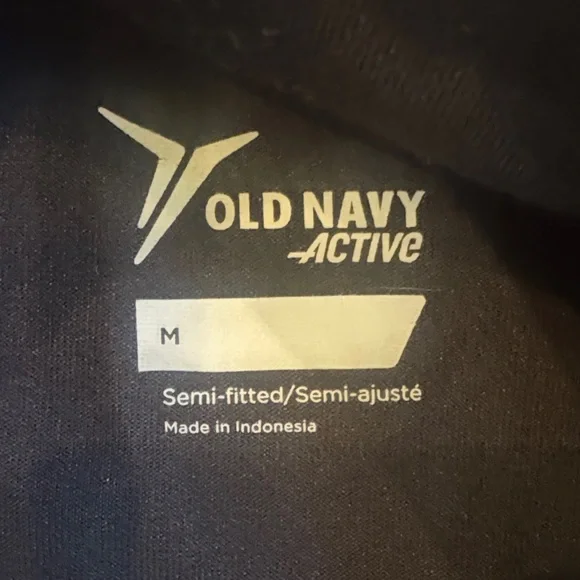 OLD NAVY
ACTIVE
M
Semi-fitted/Semi-ajusté
Made in Indonesia